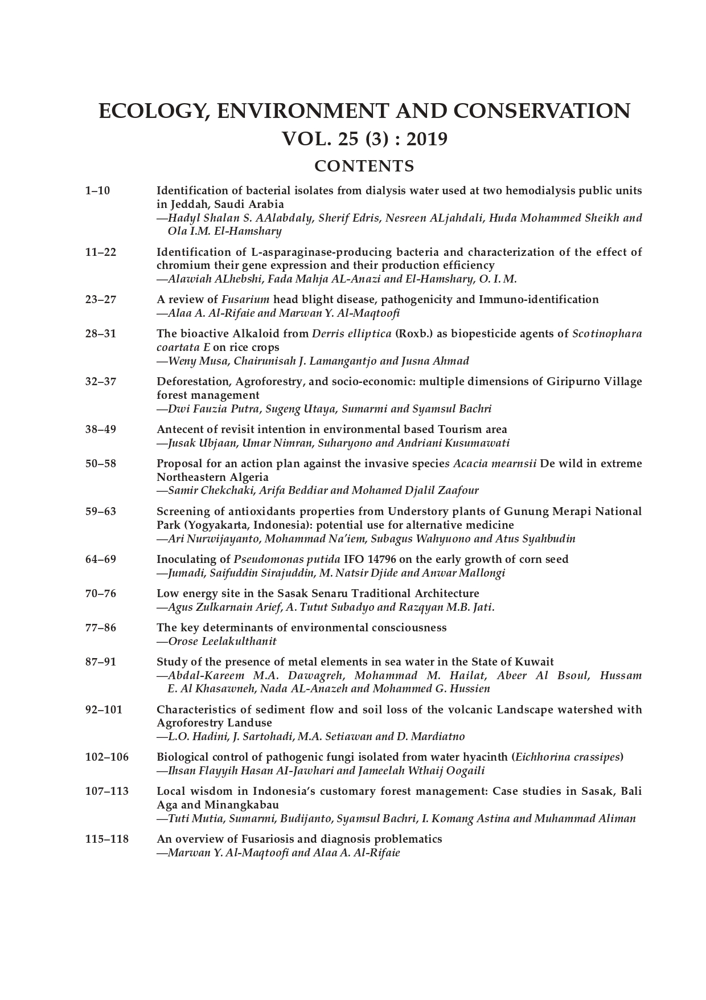 ECOLOGY, ENVIRONMENT AND CONSERVATION
VOL. 25 (3) : 2019
CONTENTS
1–10 Identification of bacterial isolates from dialysis water used at two hemodialysis public units
in Jeddah, Saudi Arabia
—Hadyl Shalan S. AAlabdaly, Sherif Edris, Nesreen ALjahdali, Huda Mohammed Sheikh and
Ola I.M. El-Hamshary
11–22 Identification of L-asparaginase-producing bacteria and characterization of the effect of
chromium their gene expression and their production efficiency
—Alawiah ALhebshi, Fada Mahja AL-Anazi and El-Hamshary, O. I. M.
23–27 A review of Fusarium head blight disease, pathogenicity and Immuno-identification
—Alaa A. Al-Rifaie and Marwan Y. Al-Maqtoofi
28–31 The bioactive Alkaloid from Derris elliptica (Roxb.) as biopesticide agents of Scotinophara
coartata E on rice crops
—Weny Musa, Chairunisah J. Lamangantjo and Jusna Ahmad
32–37 Deforestation, Agroforestry, and socio-economic: multiple dimensions of Giripurno Village
forest management
—Dwi Fauzia Putra, Sugeng Utaya, Sumarmi and Syamsul Bachri
38–49 Antecent of revisit intention in environmental based Tourism area
—Jusak Ubjaan, Umar Nimran, Suharyono and Andriani Kusumawati
50–58 Proposal for an action plan against the invasive species Acacia mearnsii De wild in extreme
Northeastern Algeria
—Samir Chekchaki, Arifa Beddiar and Mohamed Djalil Zaafour
59–63 Screening of antioxidants properties from Understory plants of Gunung Merapi National
Park (Yogyakarta, Indonesia): potential use for alternative medicine
—Ari Nurwijayanto, Mohammad Na’iem, Subagus Wahyuono and Atus Syahbudin
64–69 Inoculating of Pseudomonas putida IFO 14796 on the early growth of corn seed
—Jumadi, Saifuddin Sirajuddin, M. Natsir Djide and Anwar Mallongi
70–76 Low energy site in the Sasak Senaru Traditional Architecture
—Agus Zulkarnain Arief, A. Tutut Subadyo and Razqyan M.B. Jati.
77–86 The key determinants of environmental consciousness
—Orose Leelakulthanit
87–91 Study of the presence of metal elements in sea water in the State of Kuwait
—Abdal-Kareem M.A. Dawagreh, Mohammad M. Hailat, Abeer Al Bsoul, Hussam
E. Al Khasawneh, Nada AL-Anazeh and Mohammed G. Hussien
92–101 Characteristics of sediment flow and soil loss of the volcanic Landscape watershed with
Agroforestry Landuse
—L.O. Hadini, J. Sartohadi, M.A. Setiawan and D. Mardiatno
102–106 Biological control of pathogenic fungi isolated from water hyacinth (Eichhorina crassipes)
—Ihsan Flayyih Hasan AI-Jawhari and Jameelah Wthaij Oogaili
107–113 Local wisdom in Indonesia’s customary forest management: Case studies in Sasak, Bali
Aga and Minangkabau
—Tuti Mutia, Sumarmi, Budijanto, Syamsul Bachri, I. Komang Astina and Muhammad Aliman
115–118 An overview of Fusariosis and diagnosis problematics
—Marwan Y. Al-Maqtoofi and Alaa A. Al-Rifaie